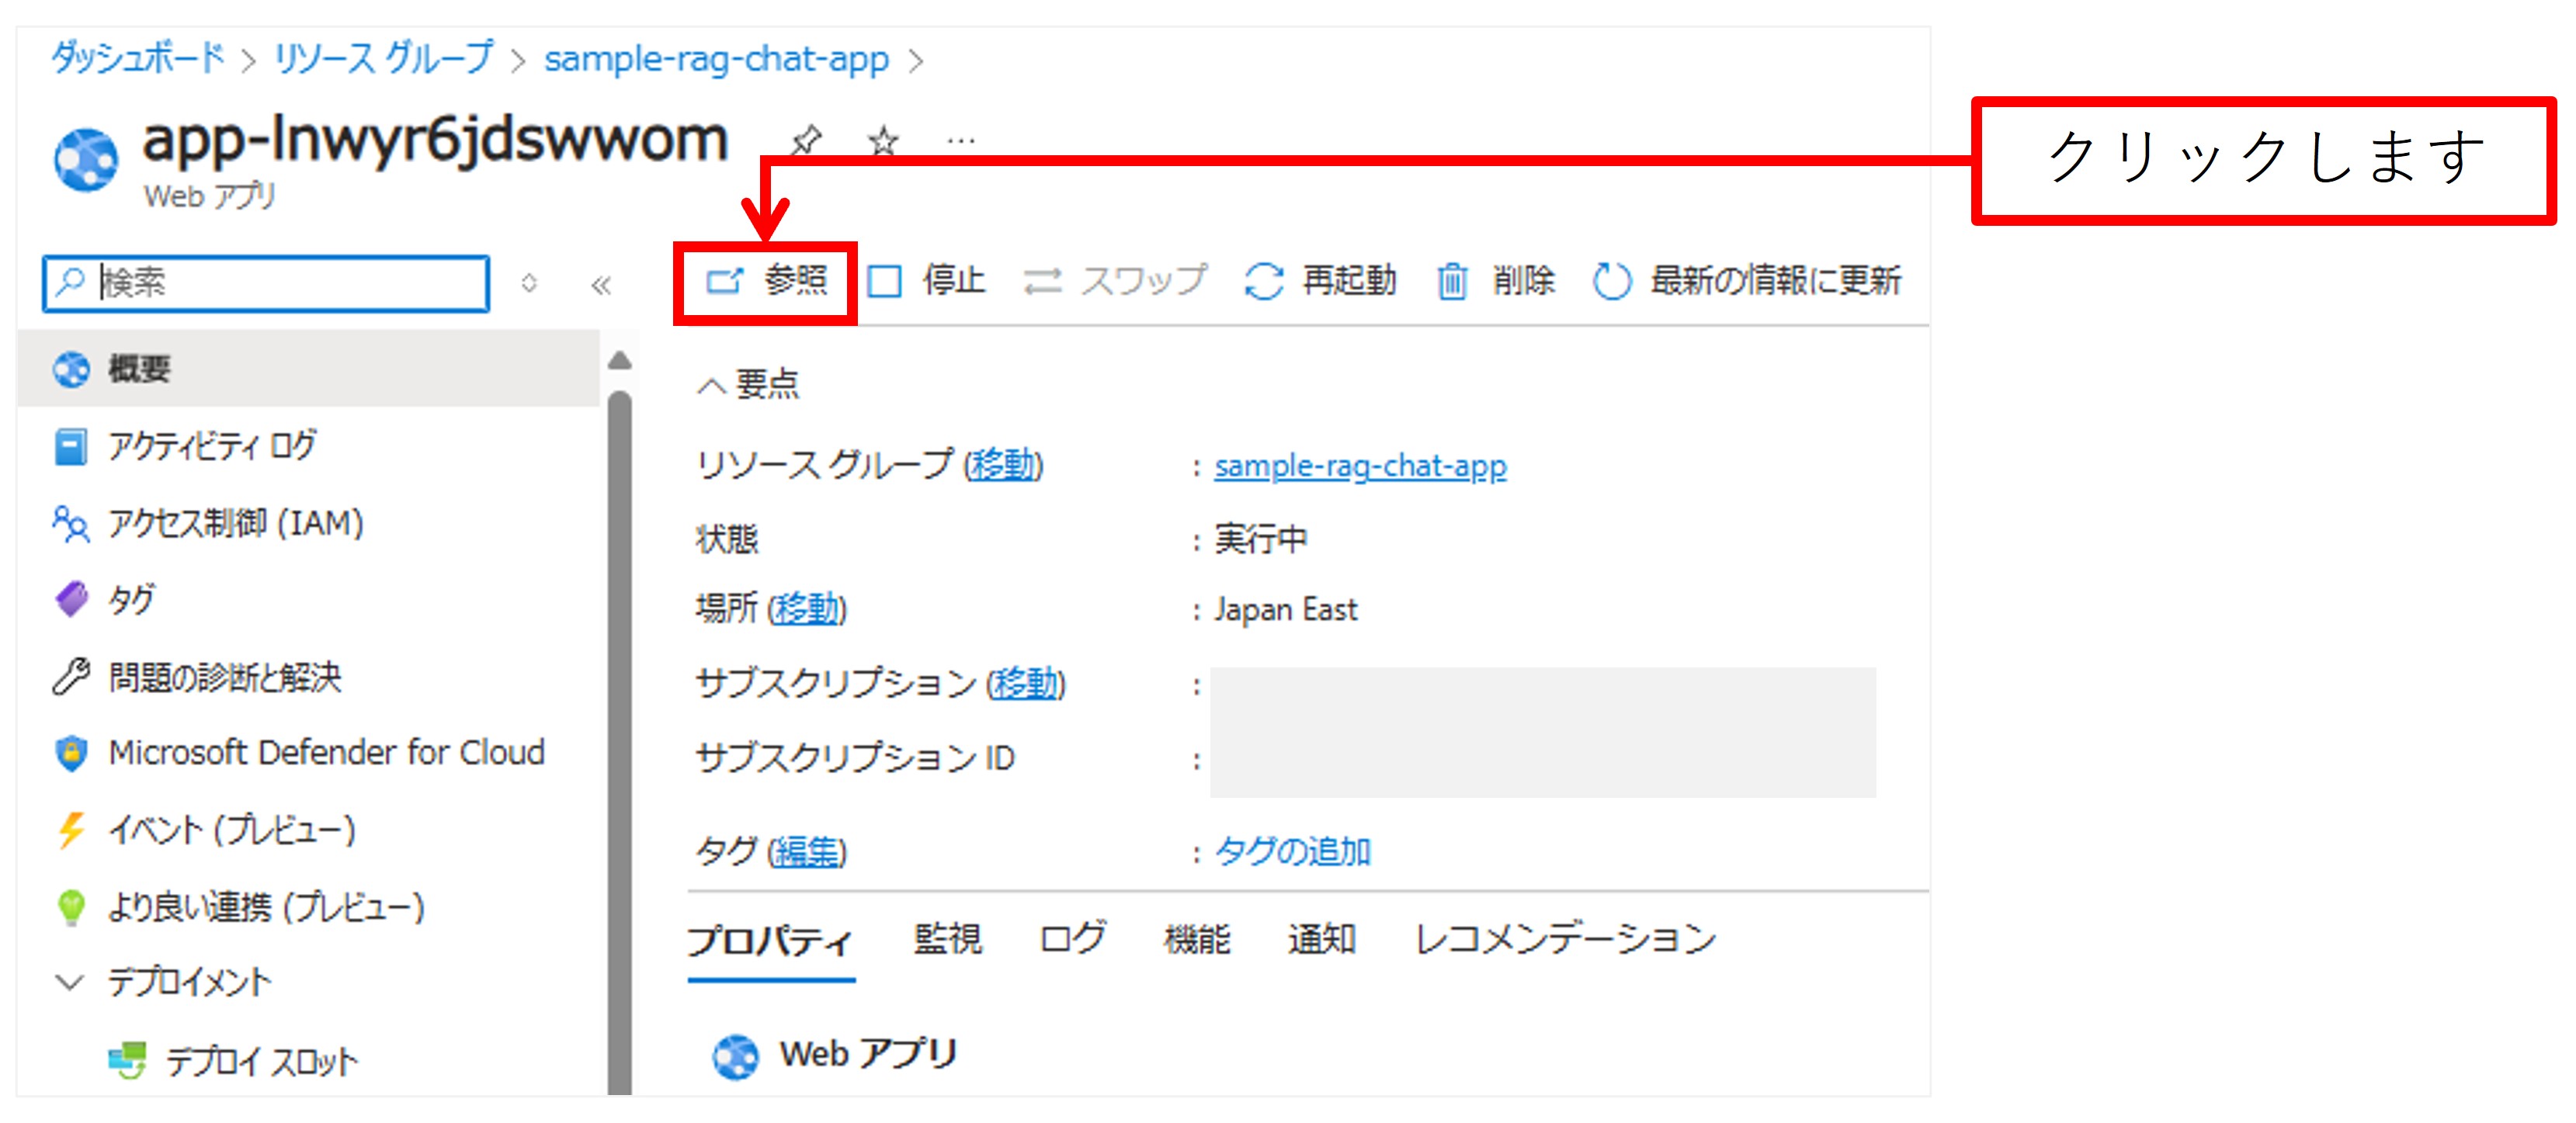 ダッシュボード > リソース グループ > sample-rag-chat-app >
app-lnwyr6jdswwom
Web アプリ
クリックします
検索
参照 停止 スワップ 再起動 削除 最新の情報に更新
概要
アクティビティ ログ
アクセス制御 (IAM)
タグ
問題の診断と解決
Microsoft Defender for Cloud
イベント (プレビュー)
より良い連携 (プレビュー)
デプロイメント
デプロイ スロット
要点
リソース グループ (移動) : sample-rag-chat-app
状態 : 実行中
場所 (移動) : Japan East
サブスクリプション (移動) :
サブスクリプション ID :
タグ (編集) : タグの追加
プロパティ 監視 ログ 機能 通知 レコメンデーション
Web アプリ